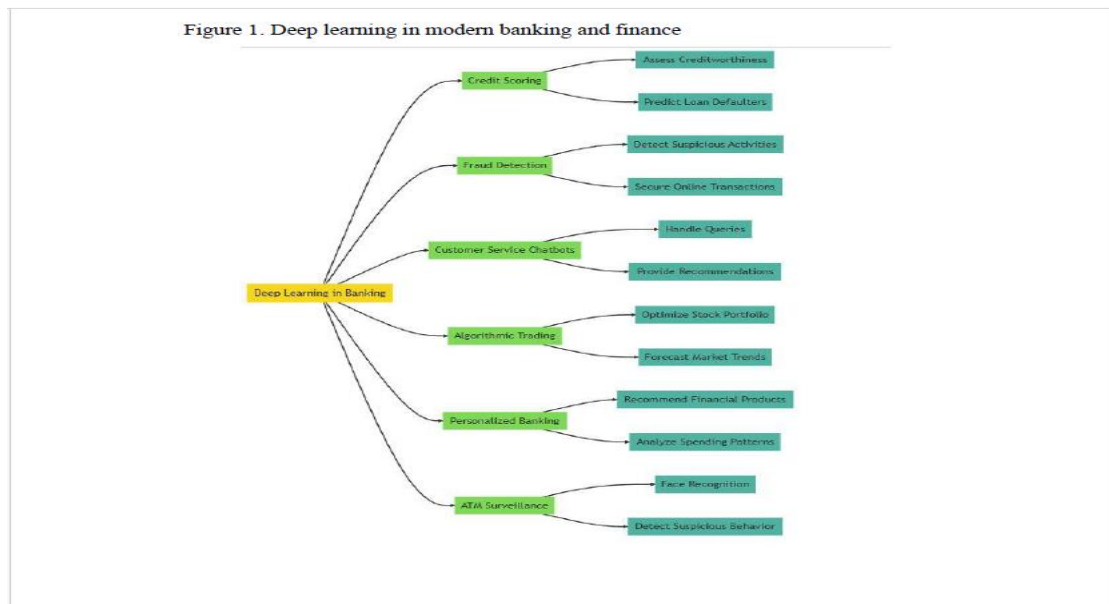 Figure 1. Deep learning in modern banking and finance
Deep Learning in Banking
Credit Scoring
Assess Creditworthiness
Predict Loan Defaulters
Fraud Detection
Detect Suspicious Activities
Secure Online Transactions
Customer Service Chatbots
Handle Queries
Provide Recommendations
Algorithmic Trading
Optimize Stock Portfolio
Forecast Market Trends
Personalized Banking
Recommend Financial Products
Analyze Spending Patterns
ATM Surveillance
Face Recognition
Detect Suspicious Behavior